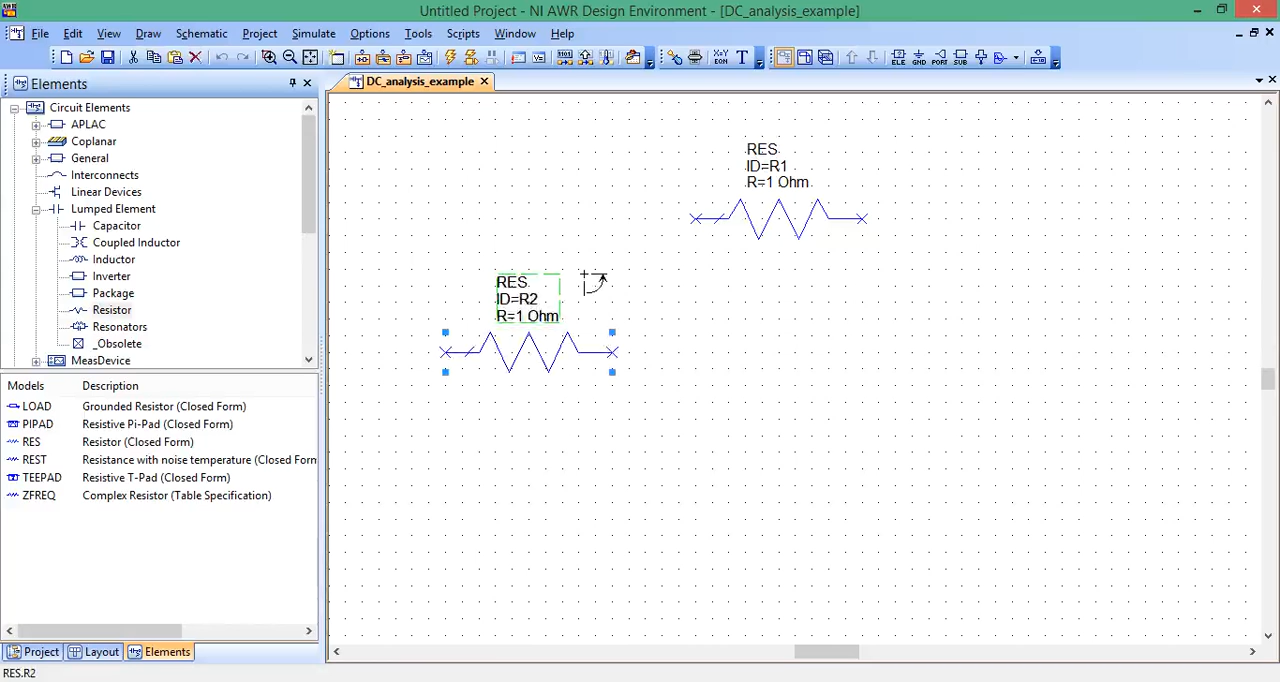 Untitled Project - NI AWR Design Environment - [DC_analysis_example]
File Edit View Draw Schematic Project Simulate Options Tools Scripts Window Help
Elements
DC_analysis_example
Circuit Elements
APLAC
Coplanar
General
Interconnects
Linear Devices
Lumped Element
Capacitor
Coupled Inductor
Inductor
Inverter
Package
Resistor
Resonators
_Obsolete
MeasDevice
RES
ID=R1
R=1 Ohm
RES
ID=R2
R=1 Ohm
Models Description
LOAD Grounded Resistor (Closed Form)
PIPAD Resistive Pi-Pad (Closed Form)
RES Resistor (Closed Form)
REST Resistance with noise temperature (Closed Form
TEEPAD Resistive T-Pad (Closed Form)
ZFREQ Complex Resistor (Table Specification)
Project Layout Elements
RES.R2